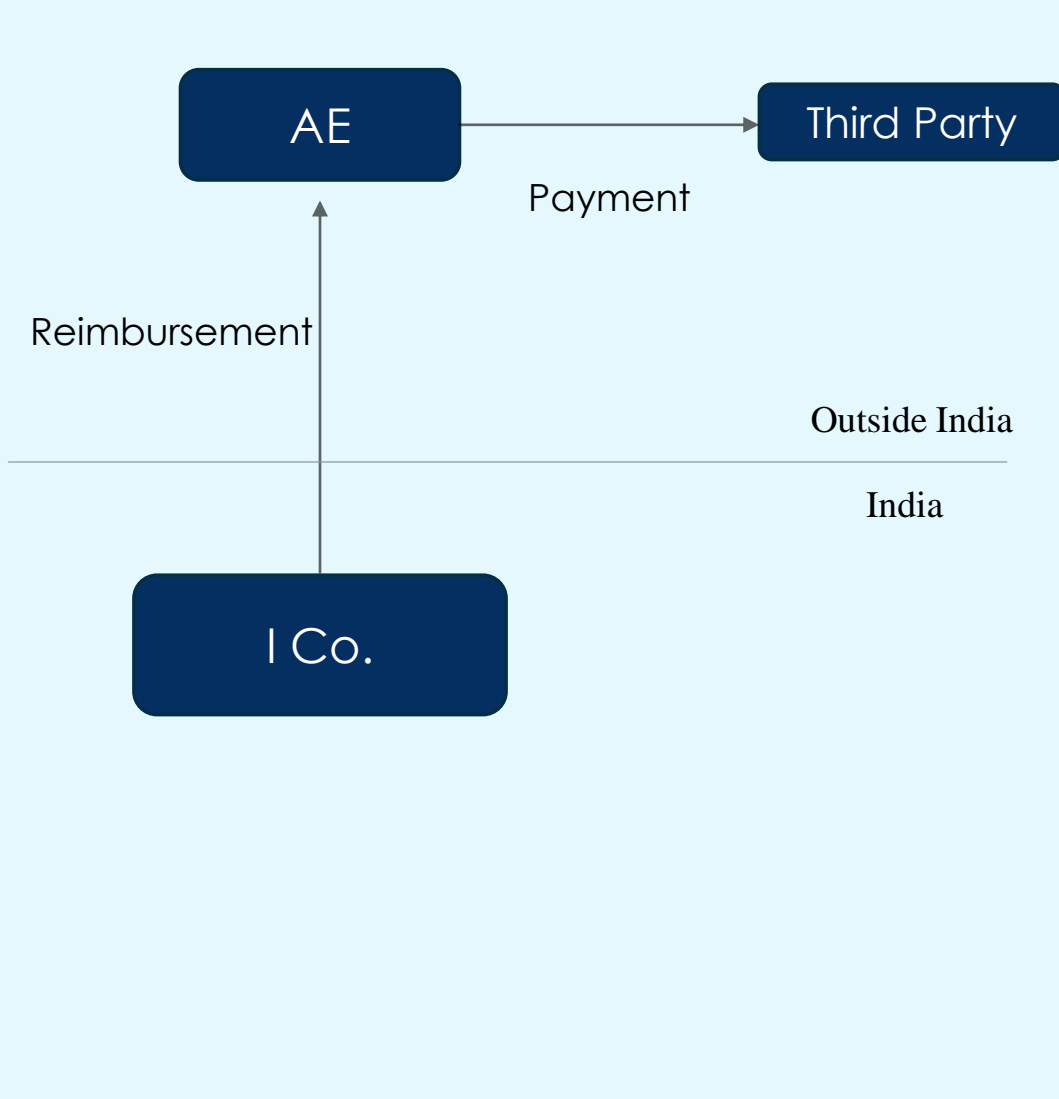 AE
Third Party
Payment
Reimbursement
Outside India
India
I Co.